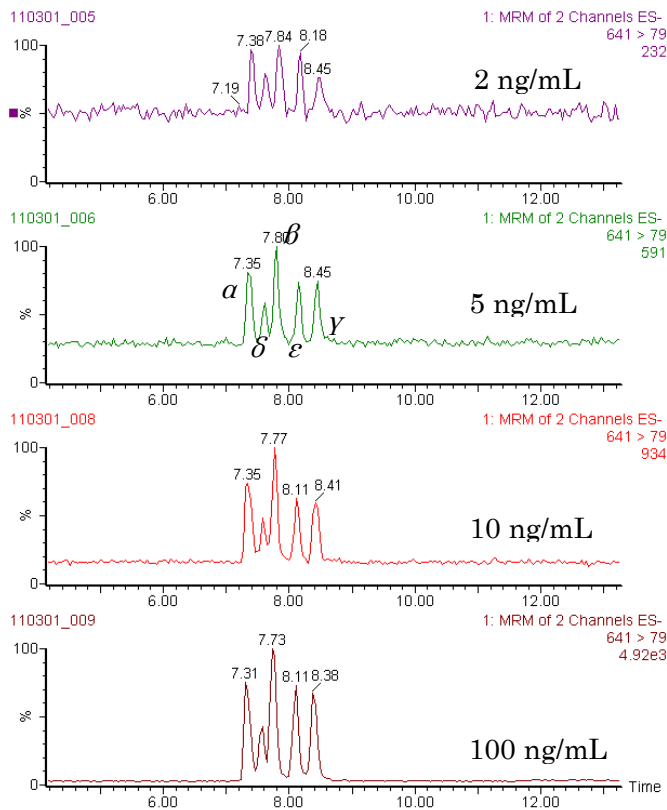 110301_005
1: MRM of 2 Channels ES-
641 > 79
232
7.19
7.38
7.84
8.18
8.45
2 ng/mL
100
%
0
6.00 8.00 10.00 12.00
110301_006
1: MRM of 2 Channels ES-
641 > 79
591
α
7.35
δ
7.80
β
ε
8.45
γ
5 ng/mL
100
%
0
6.00 8.00 10.00 12.00
110301_008
1: MRM of 2 Channels ES-
641 > 79
934
7.35
7.77
8.11
8.41
10 ng/mL
100
%
0
6.00 8.00 10.00 12.00
110301_009
1: MRM of 2 Channels ES-
641 > 79
4.92e3
7.31
7.73
8.11
8.38
100 ng/mL
100
%
0
Time
6.00 8.00 10.00 12.00